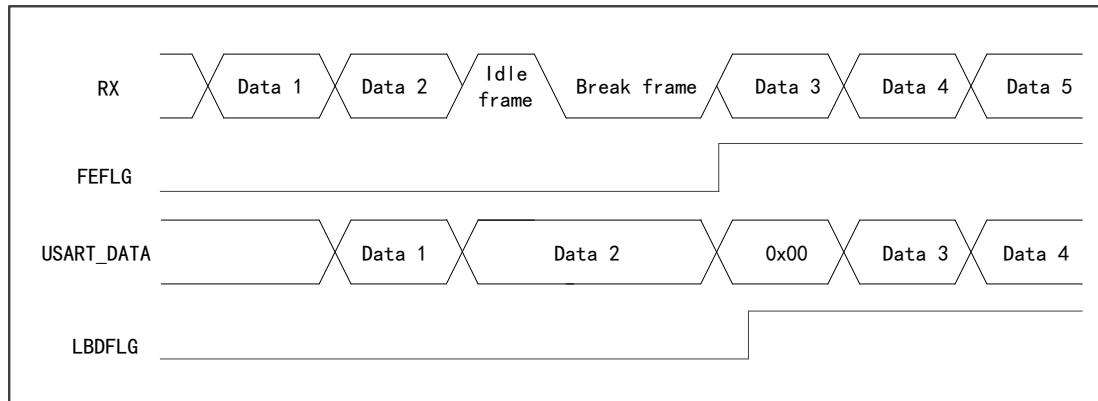 RX Data 1 Data 2 Idle frame Break frame Data 3 Data 4 Data 5
FEFLG
USART_DATA Data 1 Data 2 0x00 Data 3 Data 4
LBDFLG